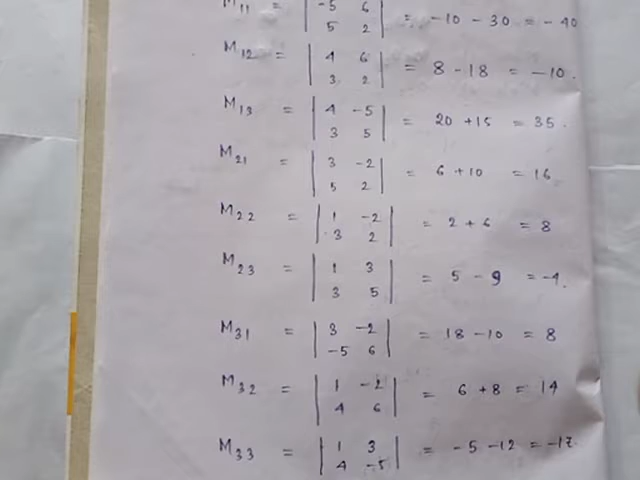 M11 = | -5 6 | = -10 - 30 = -40
| 5 2 |
M12 = | 4 6 | = 8 - 18 = -10.
| 3 2 |
M13 = | 4 -5 | = 20 + 15 = 35.
| 3 5 |
M21 = | 3 -2 | = 6 + 10 = 16
| 5 2 |
M22 = | 1 -2 | = 2 + 6 = 8
| 3 2 |
M23 = | 1 3 | = 5 - 9 = -4.
| 3 5 |
M31 = | 3 -2 | = 18 - 10 = 8
| -5 6 |
M32 = | 1 -2 | = 6 + 8 = 14
| 4 6 |
M33 = | 1 3 | = -5 - 12 = -17.
| 4 -5 |